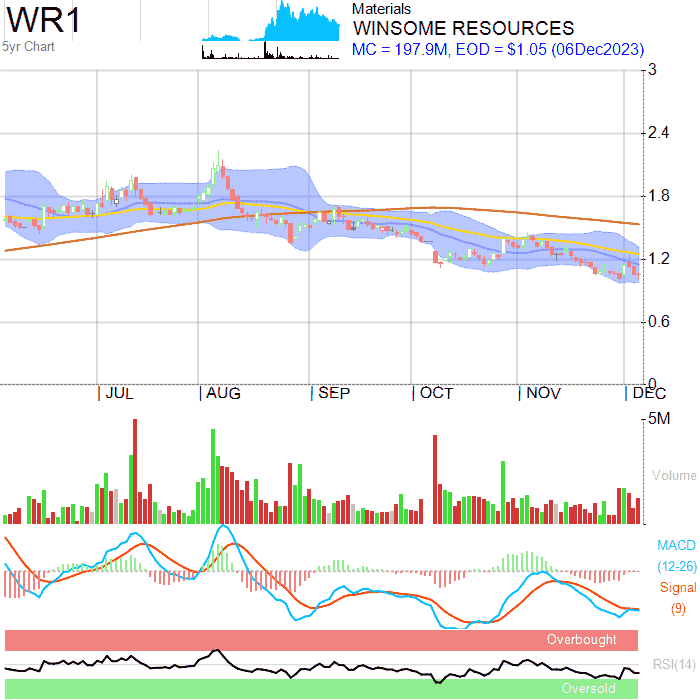 WR1
5yr Chart
Materials
WINSOME RESOURCES
MC = 197.9M, EOD = $1.05 (06Dec2023)
3
2.4
1.8
1.2
0.6
0
JUL AUG SEP OCT NOV DEC
5M
Volume
MACD
(12-26)
Signal
(9)
Overbought
RSI(14)
Oversold